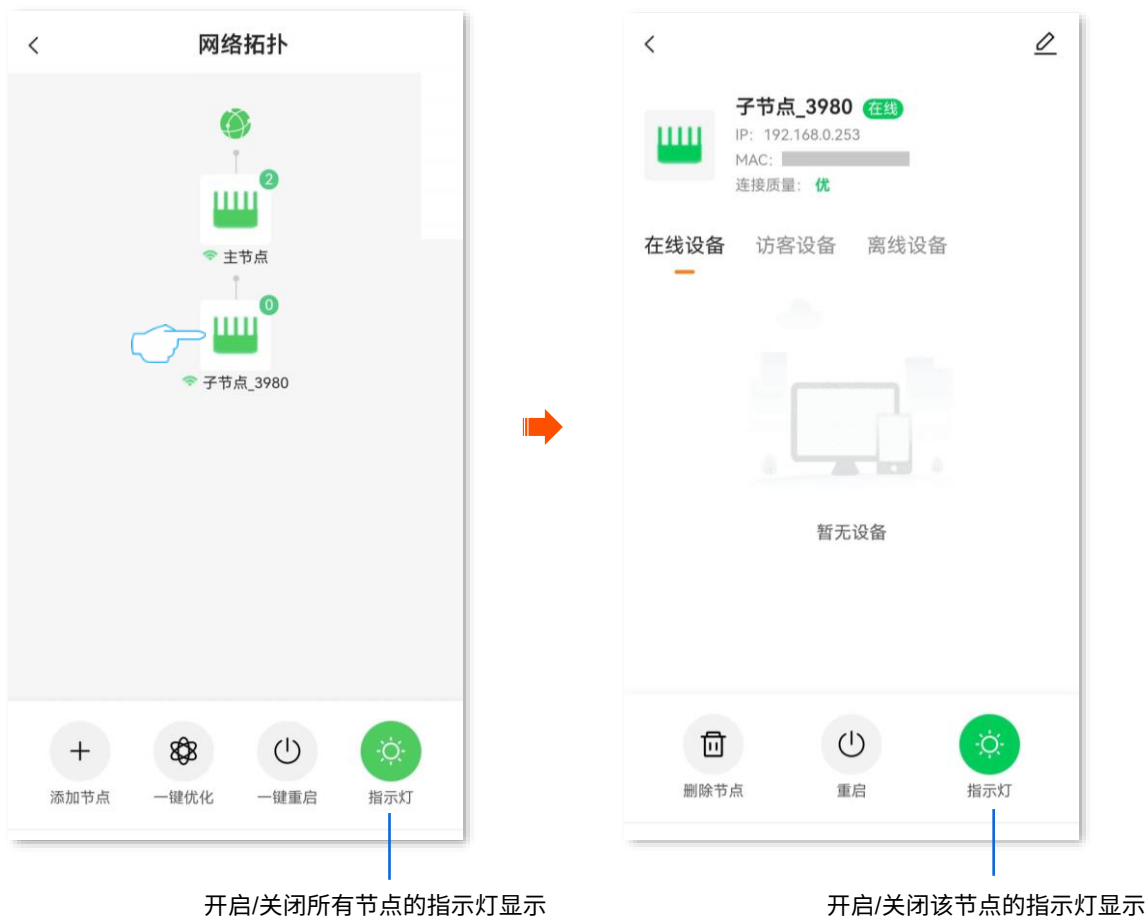 网络拓扑
2
主节点
0
子节点_3980
添加节点
一键优化
一键重启
指示灯
开启/关闭所有节点的指示灯显示
子节点_3980 在线
IP: 192.168.0.253
MAC:
连接质量: 优
在线设备 访客设备 离线设备
暂无设备
删除节点
重启
指示灯
开启/关闭该节点的指示灯显示